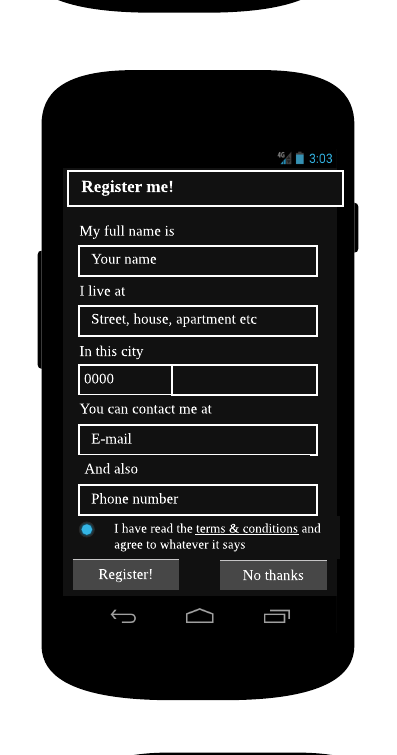 4G 3:03
Register me!
My full name is
Your name
I live at
Street, house, apartment etc
In this city
0000
You can contact me at
E-mail
And also
Phone number
I have read the terms & conditions and
agree to whatever it says
Register! No thanks